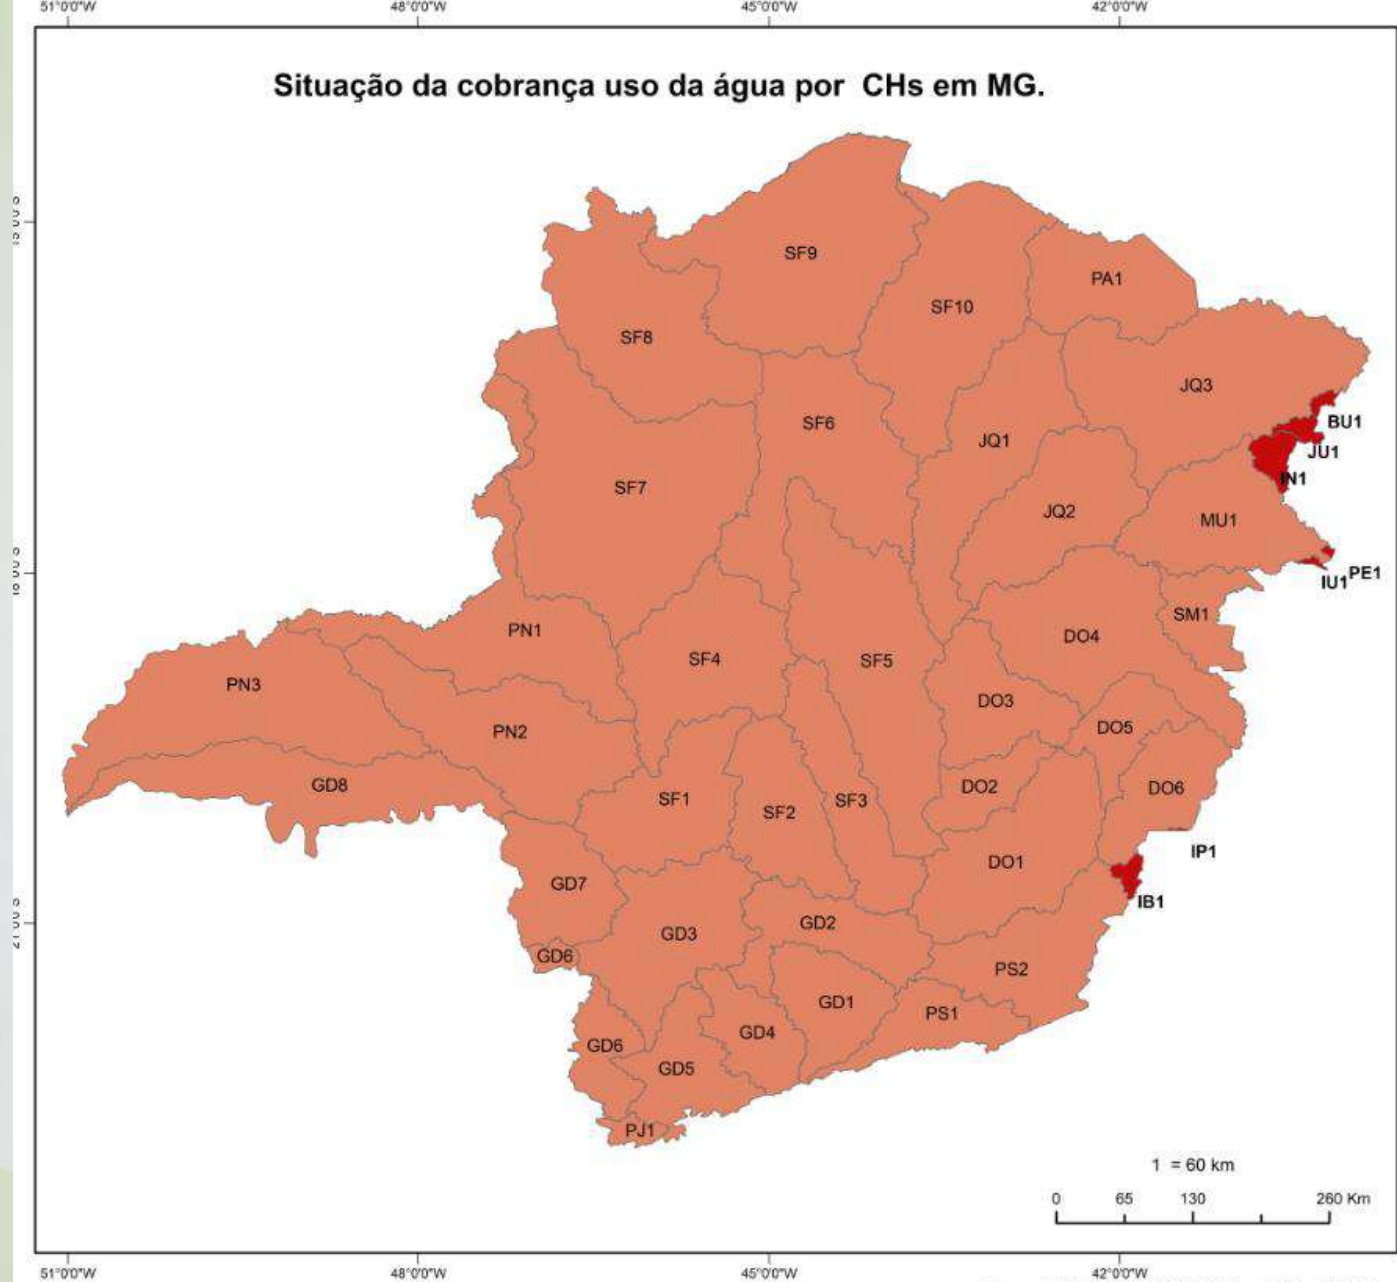 51°0'0"W 48°0'0"W 45°0'0"W 42°0'0"W
Situação da cobrança uso da água por CHs em MG.
SF9
PA1
SF10
SF8
JQ3
BU1
SF6
JQ1
JU1
IN1
SF7
JQ2
MU1
PE1
IU1
SM1
PN1
DO4
SF4
SF5
PN3
DO3
DO5
PN2
GD8
DO2
DO6
SF1
SF3
SF2
IP1
DO1
GD7
IB1
GD2
GD3
GD6
PS2
GD1
PS1
GD4
GD6
GD5
PJ1
1 = 60 km
0 65 130 260 Km
51°0'0"W 48°0'0"W 45°0'0"W 42°0'0"W